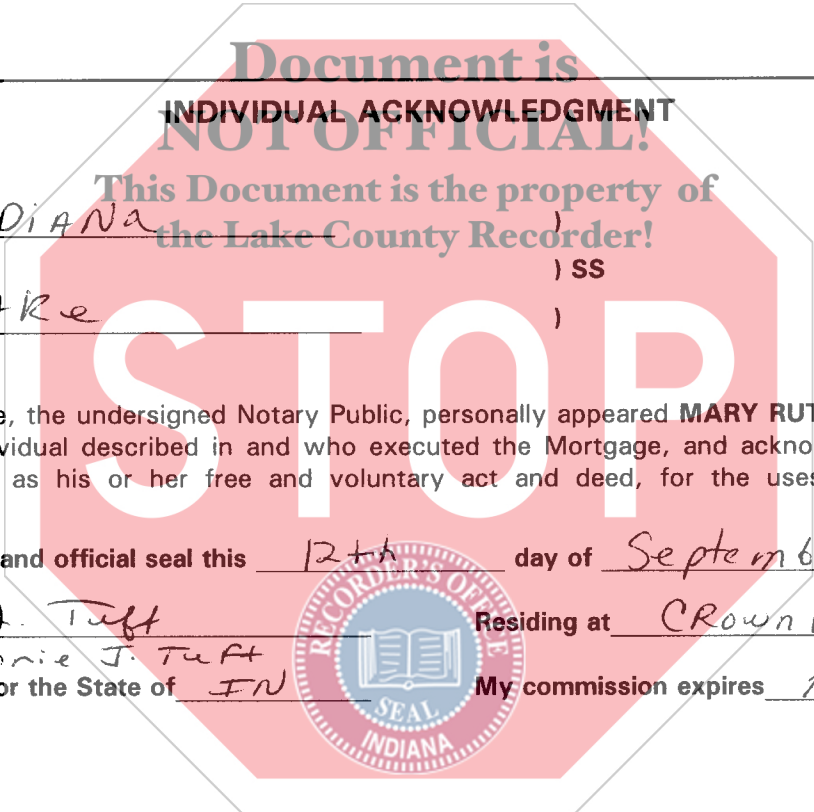 Document is
INDIVIDUAL ACKNOWLEDGMENT
NOT OFFICIAL!
This Document is the property of
DiANa )
the Lake County Recorder!
) SS
Ke )
STOP
, the undersigned Notary Public, personally appeared MARY RUT
vidual described in and who executed the Mortgage, and ackno
as his or her free and voluntary act and deed, for the uses
and official seal this 12th day of Septemb
Tuft Residing at CRown
nie J. Tuft
or the State of IN My commission expires
RECORDER'S OFFICE
SEAL
INDIANA